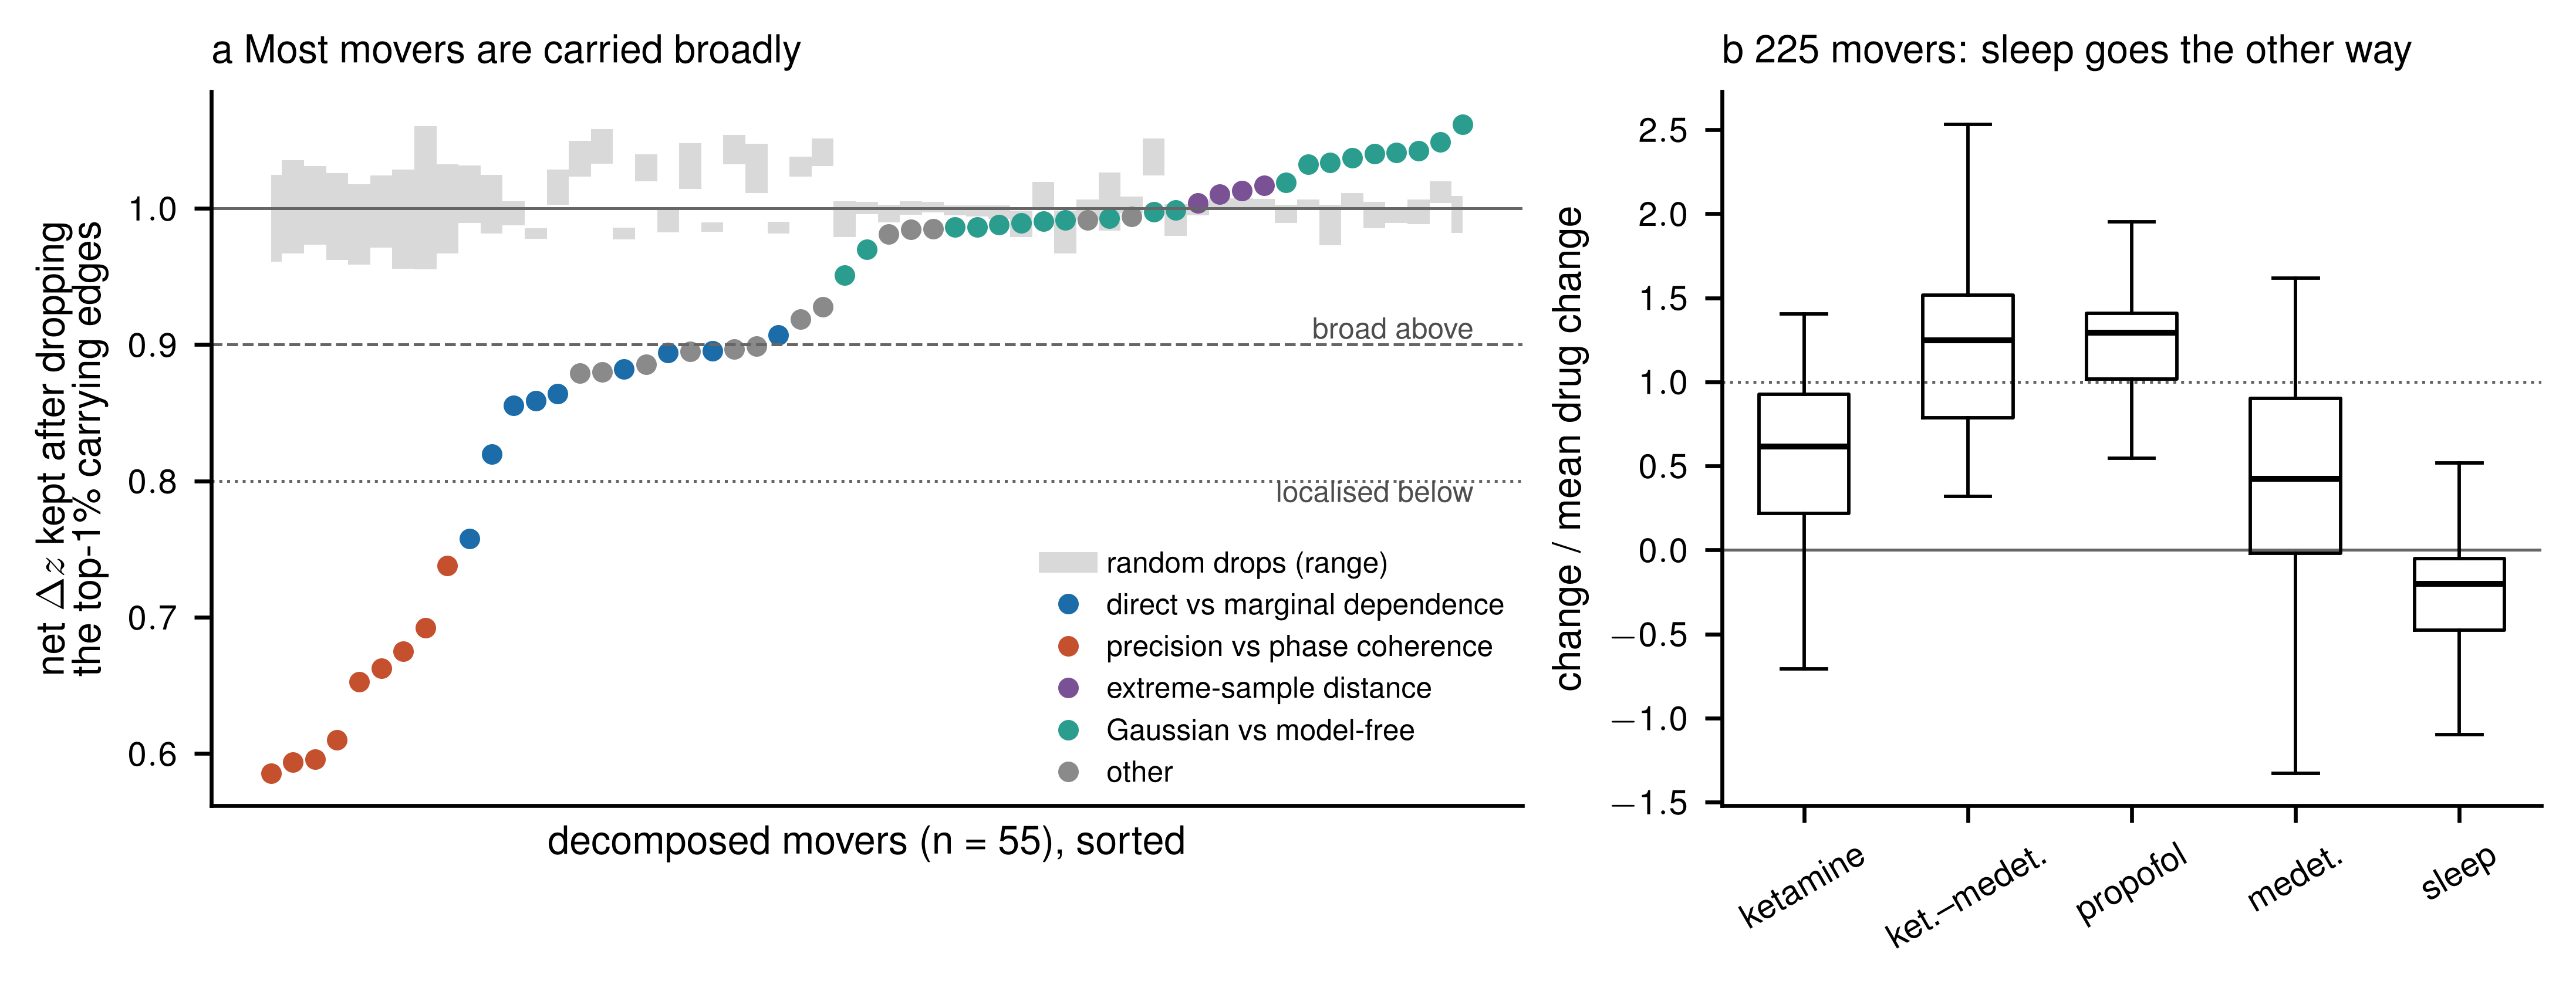 a Most movers are carried broadly
net Δz kept after dropping
the top-1% carrying edges
1.0
0.9
0.8
0.7
0.6
broad above
localised below
random drops (range)
direct vs marginal dependence
precision vs phase coherence
extreme-sample distance
Gaussian vs model-free
other
decomposed movers (n = 55), sorted
b 225 movers: sleep goes the other way
change / mean drug change
2.5
2.0
1.5
1.0
0.5
0.0
−0.5
−1.0
−1.5
ketamine
ket.–medet.
propofol
medet.
sleep